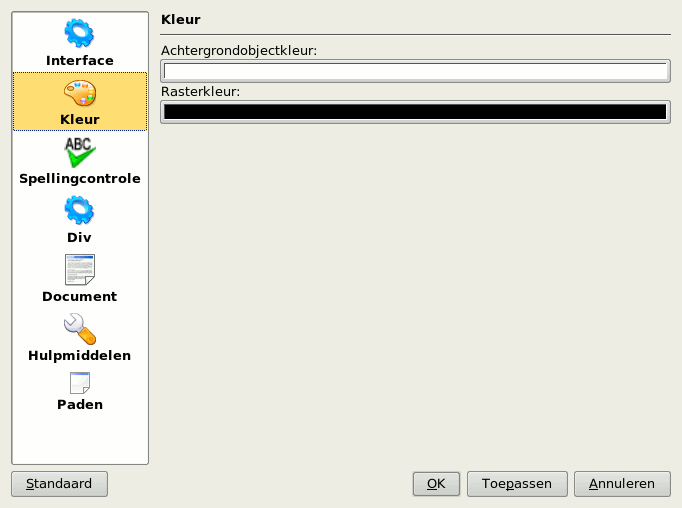 Interface
Kleur
ABC
Spellingcontrole
Div
Document
Hulpmiddelen
Paden
Kleur
Achtergrondobjectkleur:
Rasterkleur:
Standaard
OK
Toepassen
Annuleren